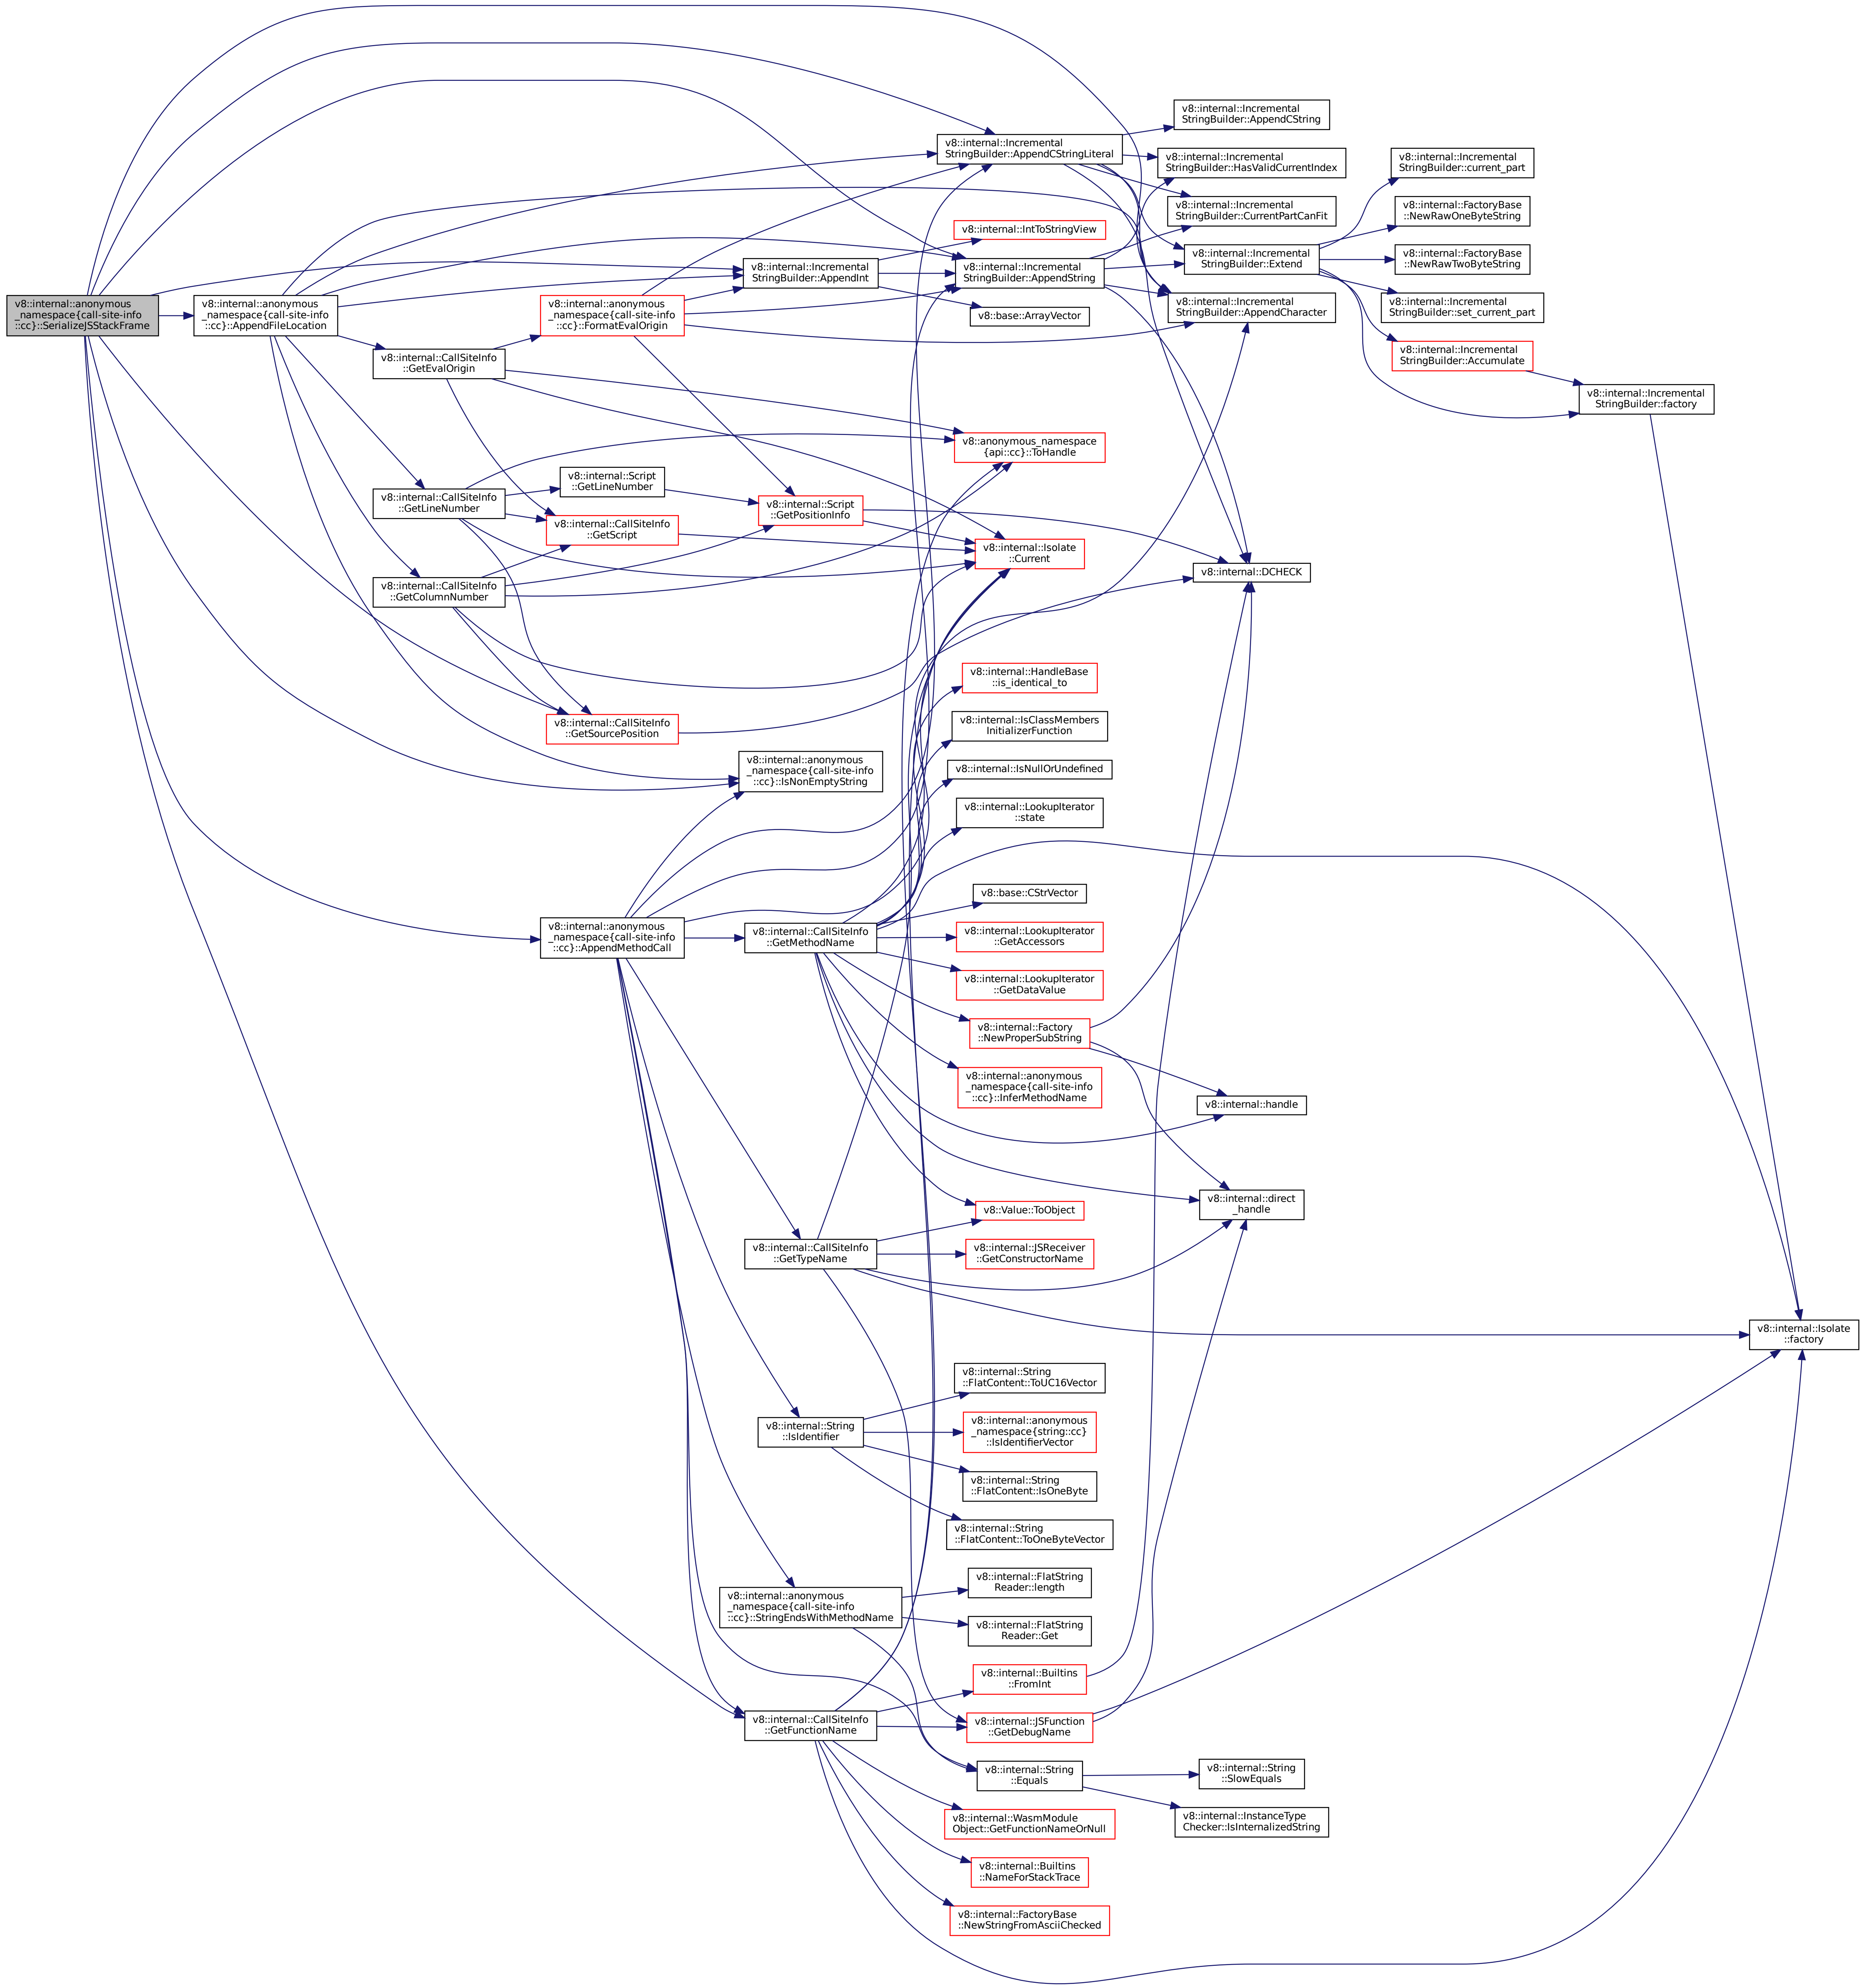 v8::internal::anonymous
_namespace{call-site-info
::cc}::SerializeJSStackFrame
v8::internal::anonymous
_namespace{call-site-info
::cc}::AppendFileLocation
v8::internal::CallSiteInfo
::GetEvalOrigin
v8::internal::CallSiteInfo
::GetLineNumber
v8::internal::CallSiteInfo
::GetColumnNumber
v8::internal::anonymous
_namespace{call-site-info
::cc}::FormatEvalOrigin
v8::internal::Script
::GetLineNumber
v8::internal::CallSiteInfo
::GetScript
v8::internal::CallSiteInfo
::GetSourcePosition
v8::internal::anonymous
_namespace{call-site-info
::cc}::AppendMethodCall
v8::internal::Incremental
StringBuilder::AppendInt
v8::internal::Script
::GetPositionInfo
v8::internal::anonymous
_namespace{call-site-info
::cc}::IsNonEmptyString
v8::internal::CallSiteInfo
::GetMethodName
v8::internal::CallSiteInfo
::GetTypeName
v8::internal::String
::IsIdentifier
v8::internal::anonymous
_namespace{call-site-info
::cc}::StringEndsWithMethodName
v8::internal::CallSiteInfo
::GetFunctionName
v8::internal::Incremental
StringBuilder::AppendCStringLiteral
v8::internal::IntToStringView
v8::internal::Incremental
StringBuilder::AppendString
v8::base::ArrayVector
v8::anonymous_namespace
{api::cc}::ToHandle
v8::internal::Isolate
::Current
v8::internal::HandleBase
::is_identical_to
v8::internal::IsClassMembers
InitializerFunction
v8::internal::IsNullOrUndefined
v8::internal::LookupIterator
::state
v8::base::CStrVector
v8::internal::LookupIterator
::GetAccessors
v8::internal::LookupIterator
::GetDataValue
v8::internal::Factory
::NewProperSubString
v8::internal::anonymous
_namespace{call-site-info
::cc}::InferMethodName
v8::Value::ToObject
v8::internal::JSReceiver
::GetConstructorName
v8::internal::String
::FlatContent::ToUC16Vector
v8::internal::anonymous
_namespace{string::cc}
::IsIdentifierVector
v8::internal::String
::FlatContent::IsOneByte
v8::internal::String
::FlatContent::ToOneByteVector
v8::internal::FlatString
Reader::length
v8::internal::FlatString
Reader::Get
v8::internal::Builtins
::FromInt
v8::internal::JSFunction
::GetDebugName
v8::internal::String
::Equals
v8::internal::WasmModule
Object::GetFunctionNameOrNull
v8::internal::Builtins
::NameForStackTrace
v8::internal::FactoryBase
::NewStringFromAsciiChecked
v8::internal::Incremental
StringBuilder::AppendCString
v8::internal::Incremental
StringBuilder::HasValidCurrentIndex
v8::internal::Incremental
StringBuilder::CurrentPartCanFit
v8::internal::Incremental
StringBuilder::Extend
v8::internal::Incremental
StringBuilder::AppendCharacter
v8::internal::DCHECK
v8::internal::handle
v8::internal::direct
_handle
v8::internal::String
::SlowEquals
v8::internal::InstanceType
Checker::IsInternalizedString
v8::internal::Incremental
StringBuilder::current_part
v8::internal::FactoryBase
::NewRawOneByteString
v8::internal::FactoryBase
::NewRawTwoByteString
v8::internal::Incremental
StringBuilder::set_current_part
v8::internal::Incremental
StringBuilder::Accumulate
v8::internal::Incremental
StringBuilder::factory
v8::internal::Isolate
::factory